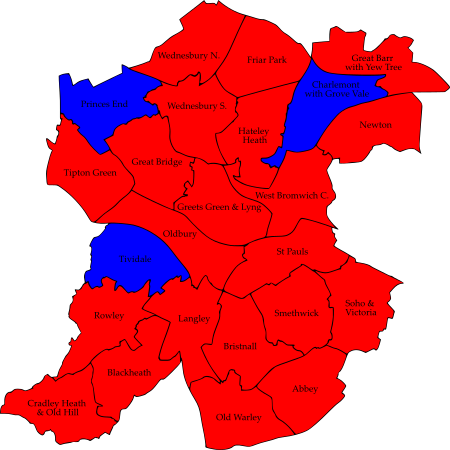 Wednesbury N.
Friar Park
Great Barr
with Yew Tree
Charlemont
with Grove Vale
Princes End
Wednesbury S.
Newton
Hateley
Heath
Great Bridge
Tipton Green
West Bromwich C.
Greets Green & Lyng
Oldbury
St Pauls
Tividale
Soho &
Victoria
Rowley
Langley
Smethwick
Bristnall
Blackheath
Abbey
Cradley Heath
& Old Hill
Old Warley